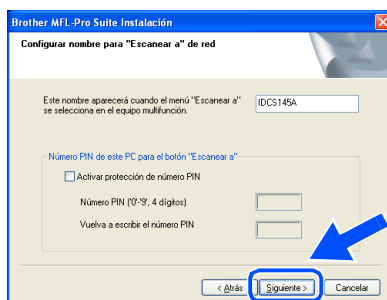 Brother MFL-Pro Suite Instalación
Configurar nombre para "Escanear a" de red
Este nombre aparecerá cuando el menú "Escanear a"
se selecciona en el equipo multifunción.
IDCS145A
Número PIN de este PC para el botón "Escanear a"
Activar protección de número PIN
Número PIN ('0'-'9', 4 dígitos)
Vuelva a escribir el número PIN
< Atrás
Siguiente >
Cancelar